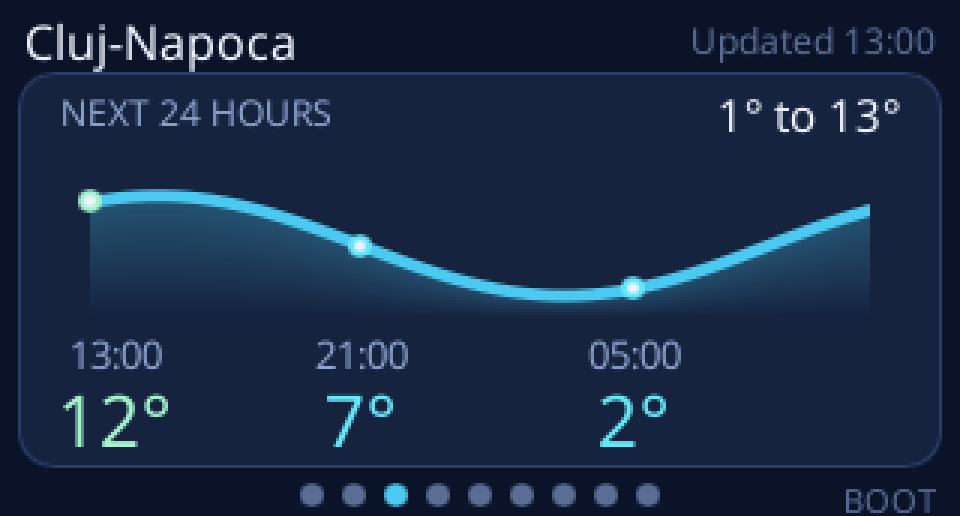 Cluj-Napoca
Updated 13:00
NEXT 24 HOURS
1° to 13°
13:00
21:00
05:00
12°
7°
2°
BOOT